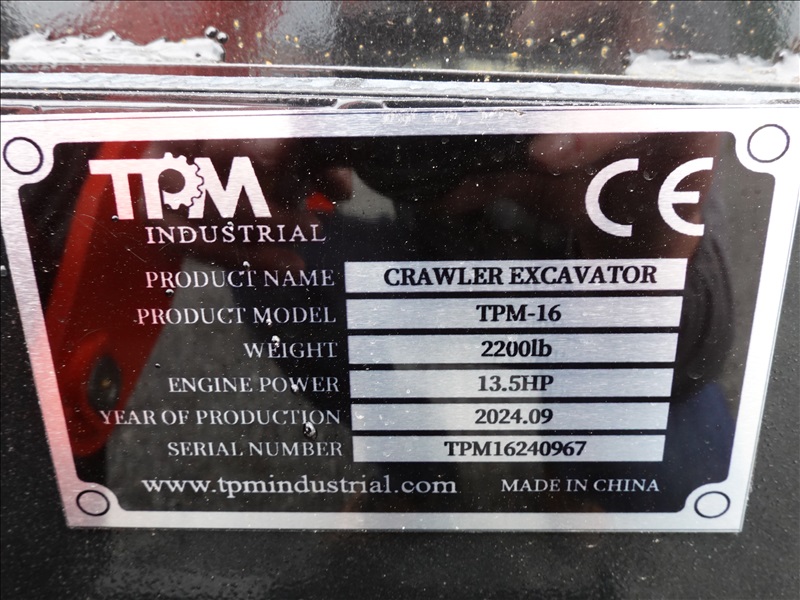 TPM
INDUSTRIAL
CE
PRODUCT NAME CRAWLER EXCAVATOR
PRODUCT MODEL TPM-16
WEIGHT 2200lb
ENGINE POWER 13.5HP
YEAR OF PRODUCTION 2024.09
SERIAL NUMBER TPM16240967
www.tpmindustrial.com MADE IN CHINA